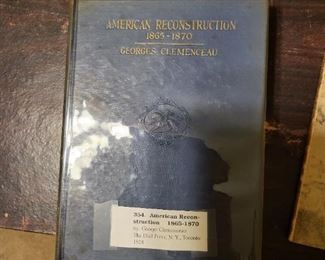 AMERICAN RECONSTRUCTION
1865-1870
GEORGES CLEMENCEAU
354. American Recon-
struction 1865-1870
by Georges Clemenceau
The Dial Press, N. Y., Toronto
1928